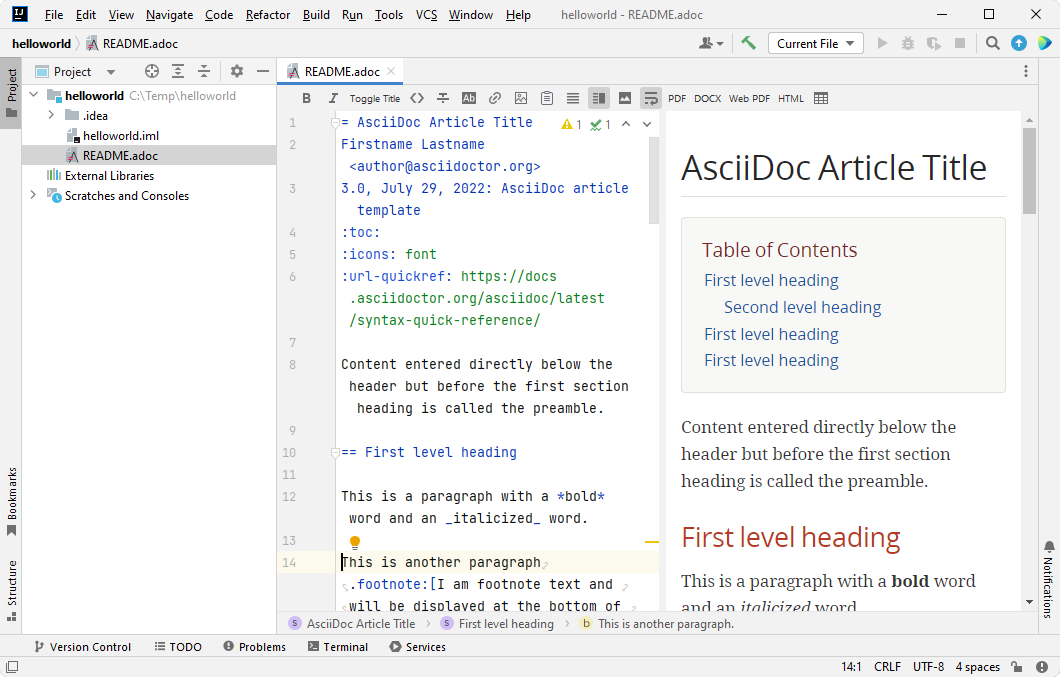 IJ File Edit View Navigate Code Refactor Build Run Tools VCS Window Help helloworld - README.adoc
helloworld README.adoc Current File
Project Project README.adoc
B I Toggle Title Ab PDF DOCX Web PDF HTML
helloworld C:\Temp\helloworld
.idea
helloworld.iml
README.adoc
External Libraries
Scratches and Consoles
Bookmarks
Structure
1 = AsciiDoc Article Title 1 1
2 Firstname Lastname
<author@asciidoctor.org>
3 3.0, July 29, 2022: AsciiDoc article
template
4 :toc:
5 :icons: font
6 :url-quickref: https://docs
.asciidoctor.org/asciidoc/latest
/syntax-quick-reference/
7
8 Content entered directly below the
header but before the first section
heading is called the preamble.
9
10 == First level heading
11
12 This is a paragraph with a *bold*
word and an _italicized_ word.
13
14 This is another paragraph
.footnote:[I am footnote text and
will be displayed at the bottom of
AsciiDoc Article Title
Table of Contents
First level heading
Second level heading
First level heading
First level heading
Content entered directly below the
header but before the first section
heading is called the preamble.
First level heading
This is a paragraph with a bold word
and an italicized word
Notifications
S AsciiDoc Article Title S First level heading b This is another paragraph.
Version Control TODO Problems Terminal Services
14:1 CRLF UTF-8 4 spaces